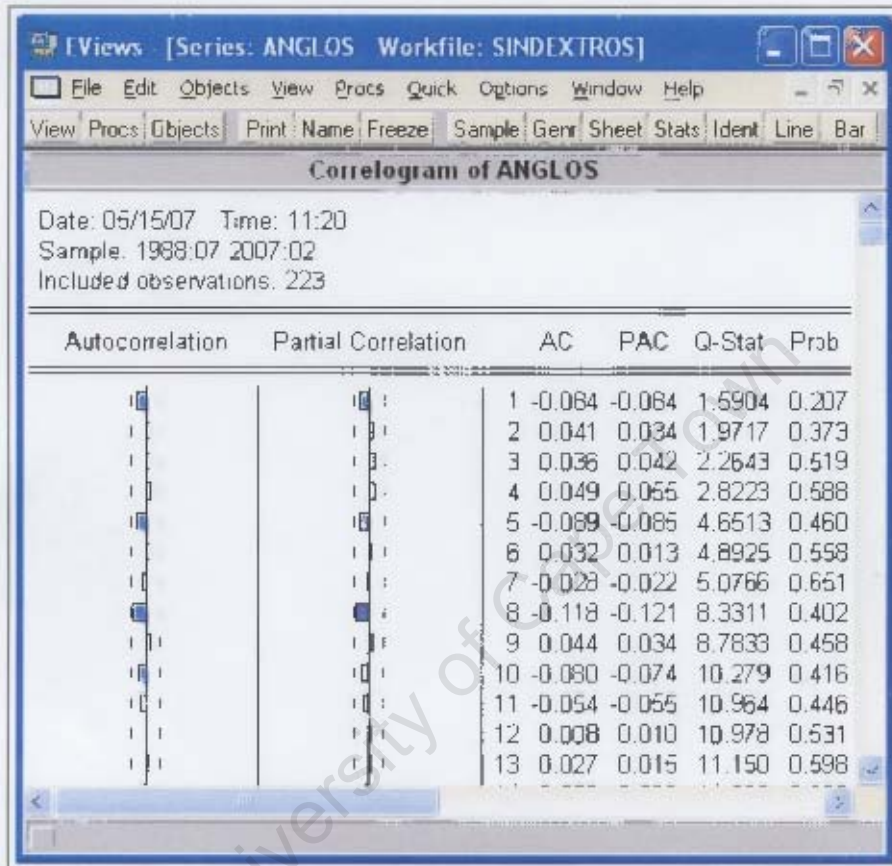 EViews [Series: ANGLOS Workfile: SINDEXTROS]
File Edit Objects View Procs Quick Options Window Help
View Procs Objects Print Name Freeze Sample Genr Sheet Stats Ident Line Bar
Correlogram of ANGLOS
Date: 05/15/07 Time: 11:20
Sample: 1988:07 2007:02
Included observations: 223
Autocorrelation Partial Correlation AC PAC Q-Stat Prob
1 -0.084 -0.084 1.5904 0.207
2 0.041 0.034 1.9717 0.373
3 0.036 0.042 2.2643 0.519
4 0.049 0.055 2.8223 0.588
5 -0.089 -0.085 4.6513 0.460
6 0.032 0.013 4.8925 0.558
7 -0.028 -0.022 5.0766 0.651
8 -0.118 -0.121 8.3311 0.402
9 0.044 0.034 8.7833 0.458
10 -0.080 -0.074 10.279 0.416
11 -0.054 -0.055 10.964 0.446
12 0.008 0.010 10.978 0.531
13 0.027 0.015 11.150 0.598
University of Cape Town